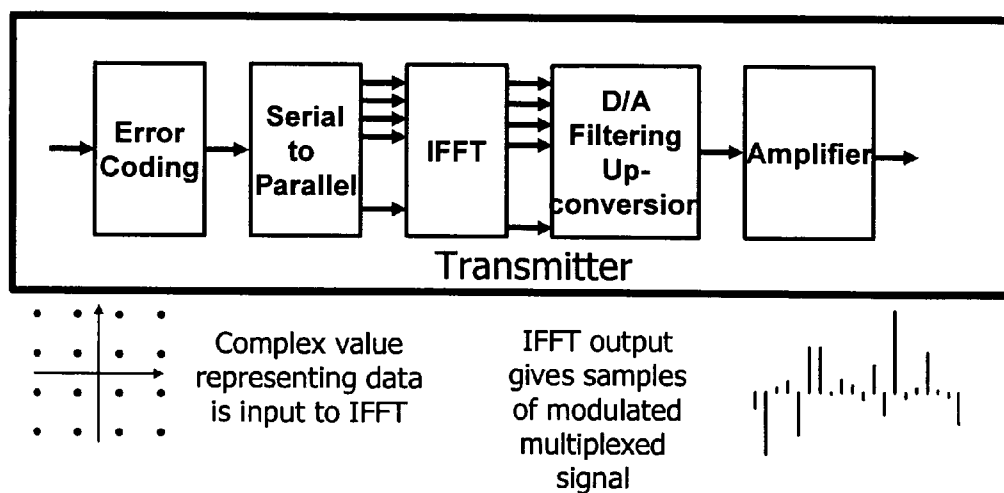 Error
Coding
Serial
to
Parallel
IFFT
D/A
Filtering
Up-
conversion
Amplifier
Transmitter
Complex value
representing data
is input to IFFT
IFFT output
gives samples
of modulated
multiplexed
signal